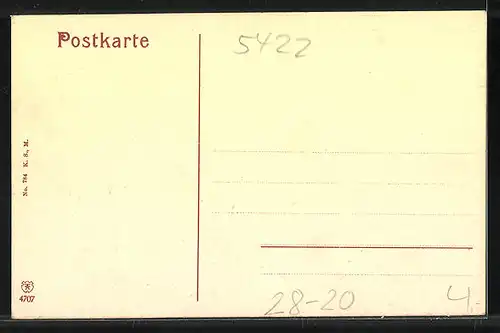 Postkarte
5422
No. 784 K. S., M.
4707
28-20
4.-